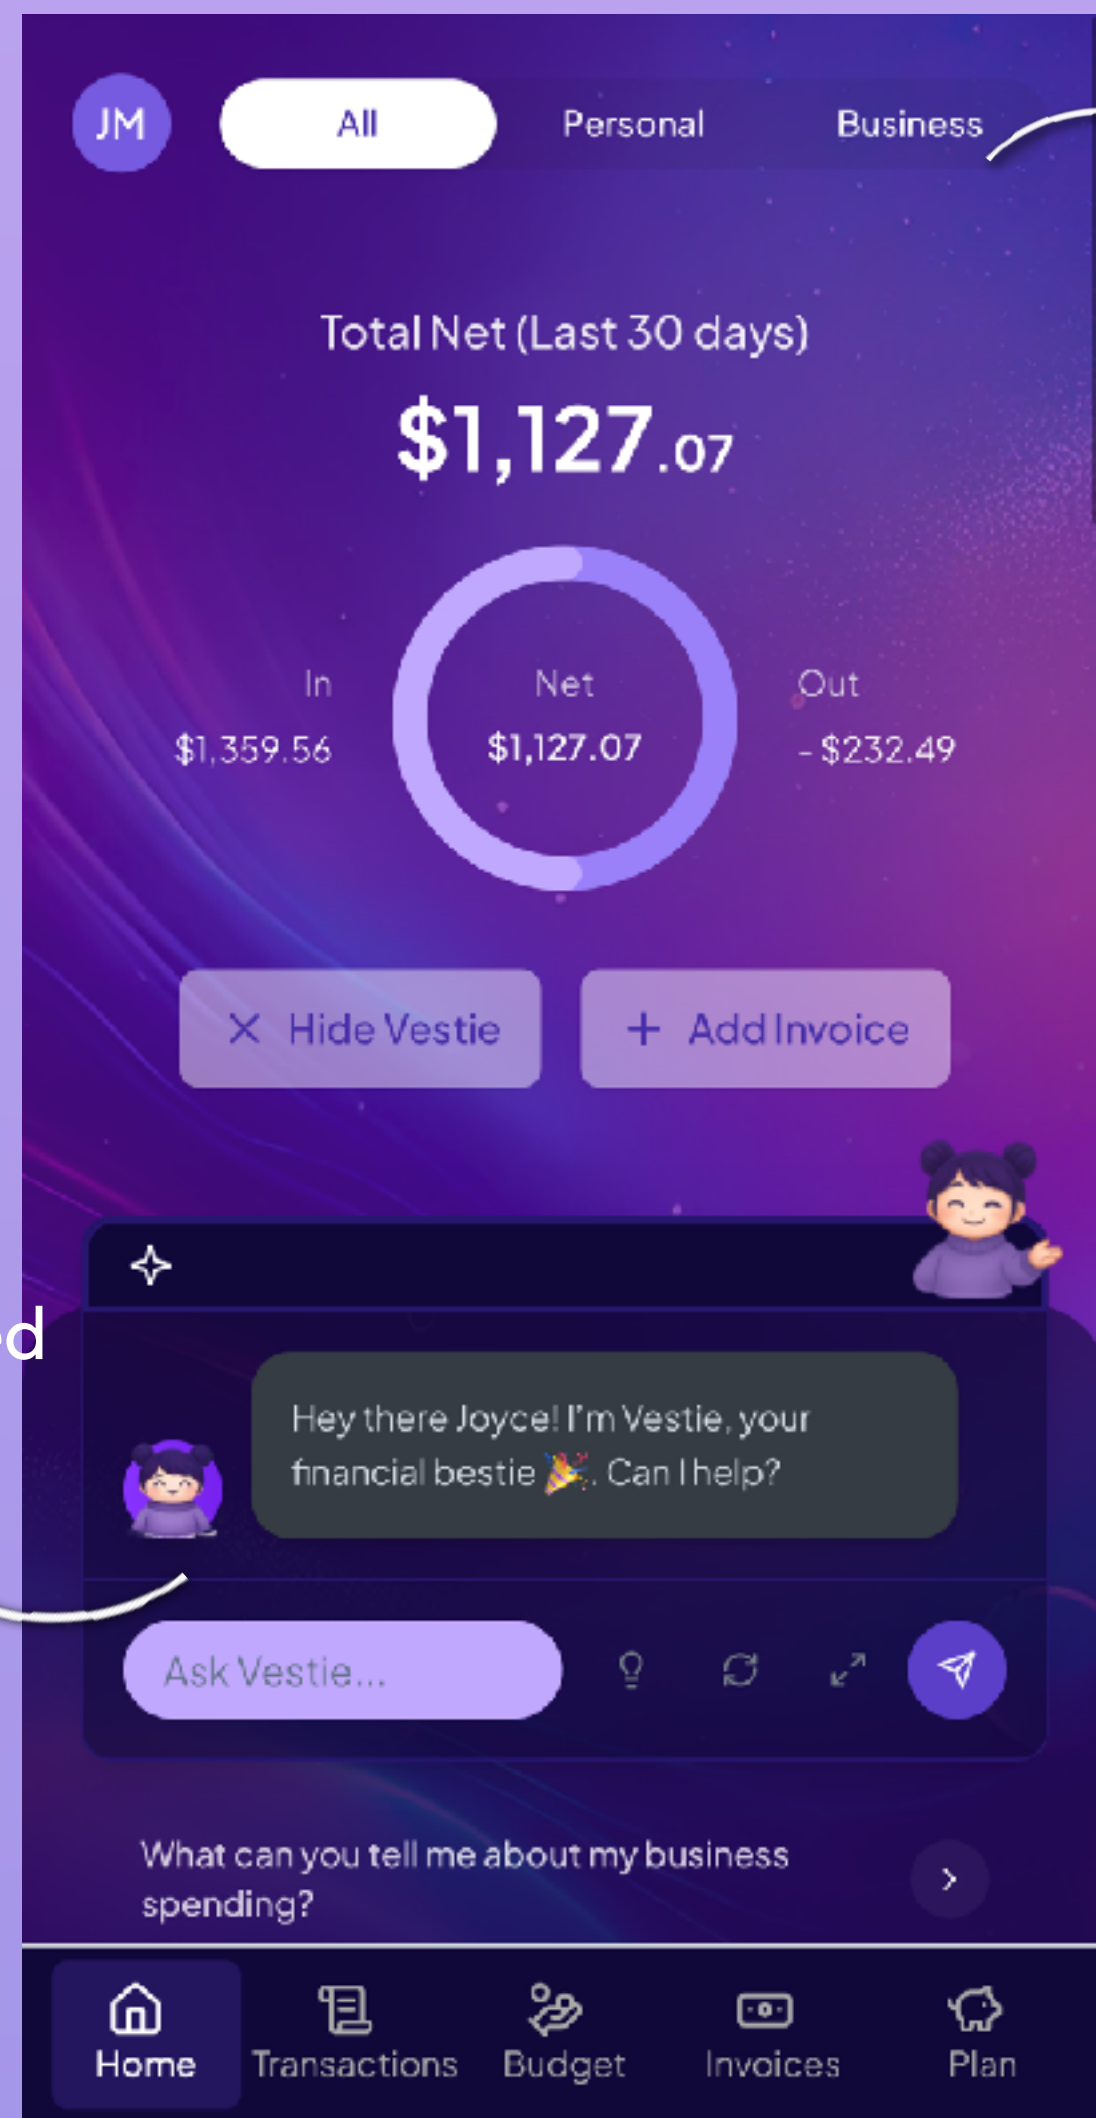 JM
All
Personal
Business
Total Net (Last 30 days)
$1,127.07
In
$1,359.56
Net
$1,127.07
Out
- $232.49
Hide Vestie
Add Invoice
Hey there Joyce! I'm Vestie, your
financial bestie 🎉. Can I help?
Ask Vestie...
What can you tell me about my business
spending?
Home
Transactions
Budget
Invoices
Plan